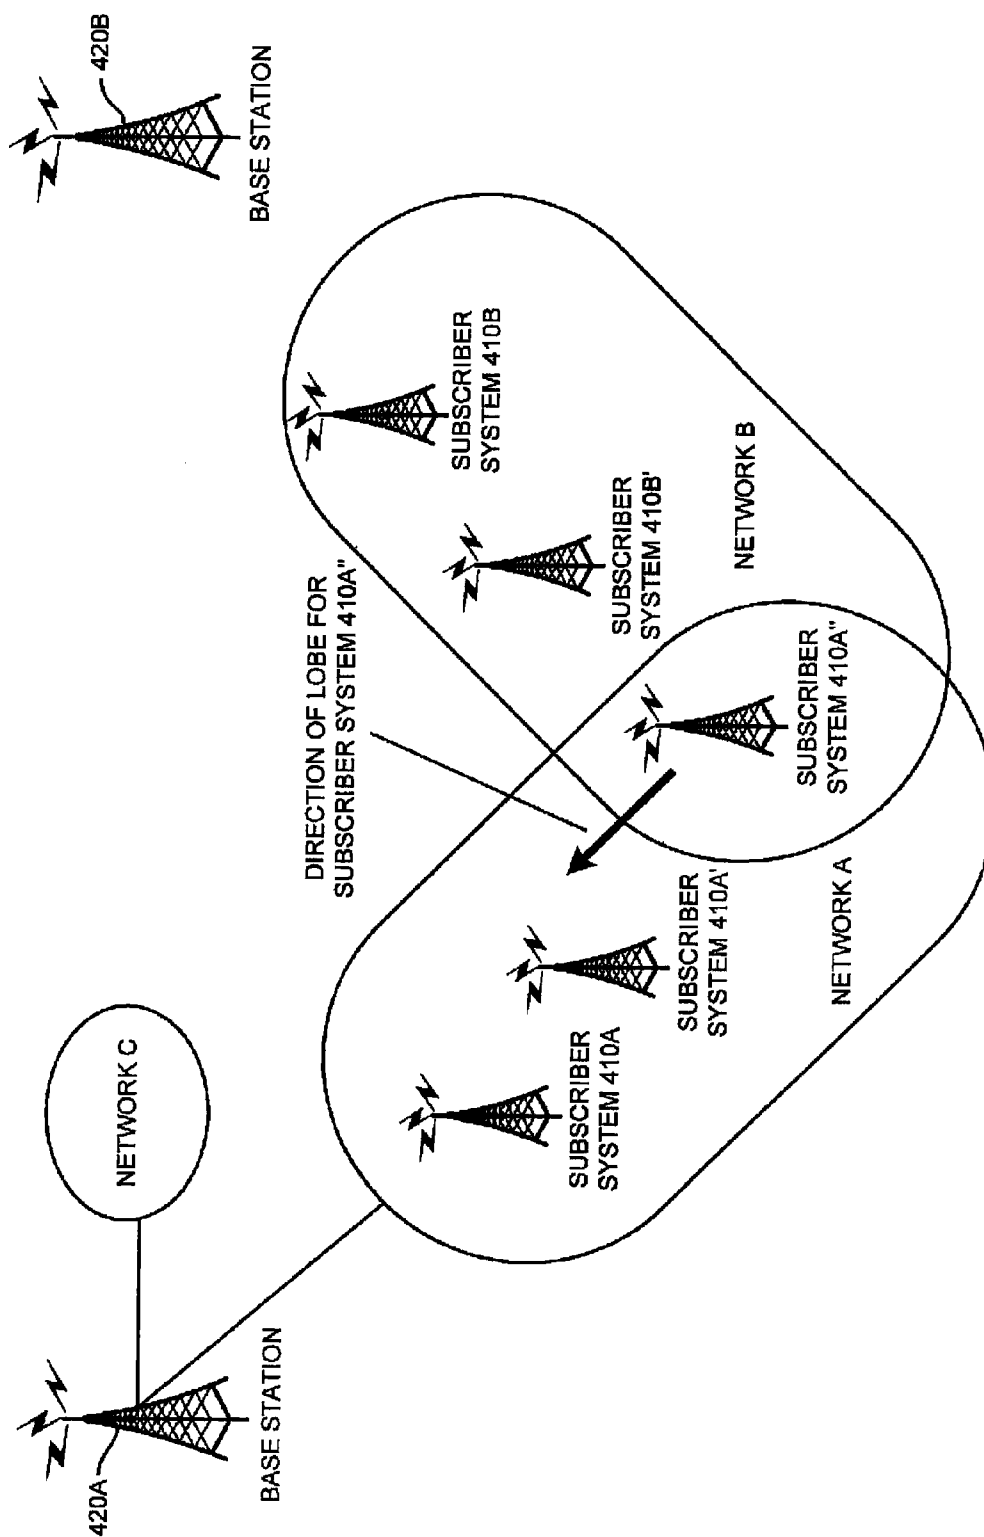 420A
BASE STATION
NETWORK C
420B
BASE STATION
DIRECTION OF LOBE FOR
SUBSCRIBER SYSTEM 410A"
SUBSCRIBER
SYSTEM 410A
SUBSCRIBER
SYSTEM 410A'
SUBSCRIBER
SYSTEM 410A"
SUBSCRIBER
SYSTEM 410B'
SUBSCRIBER
SYSTEM 410B
NETWORK A
NETWORK B